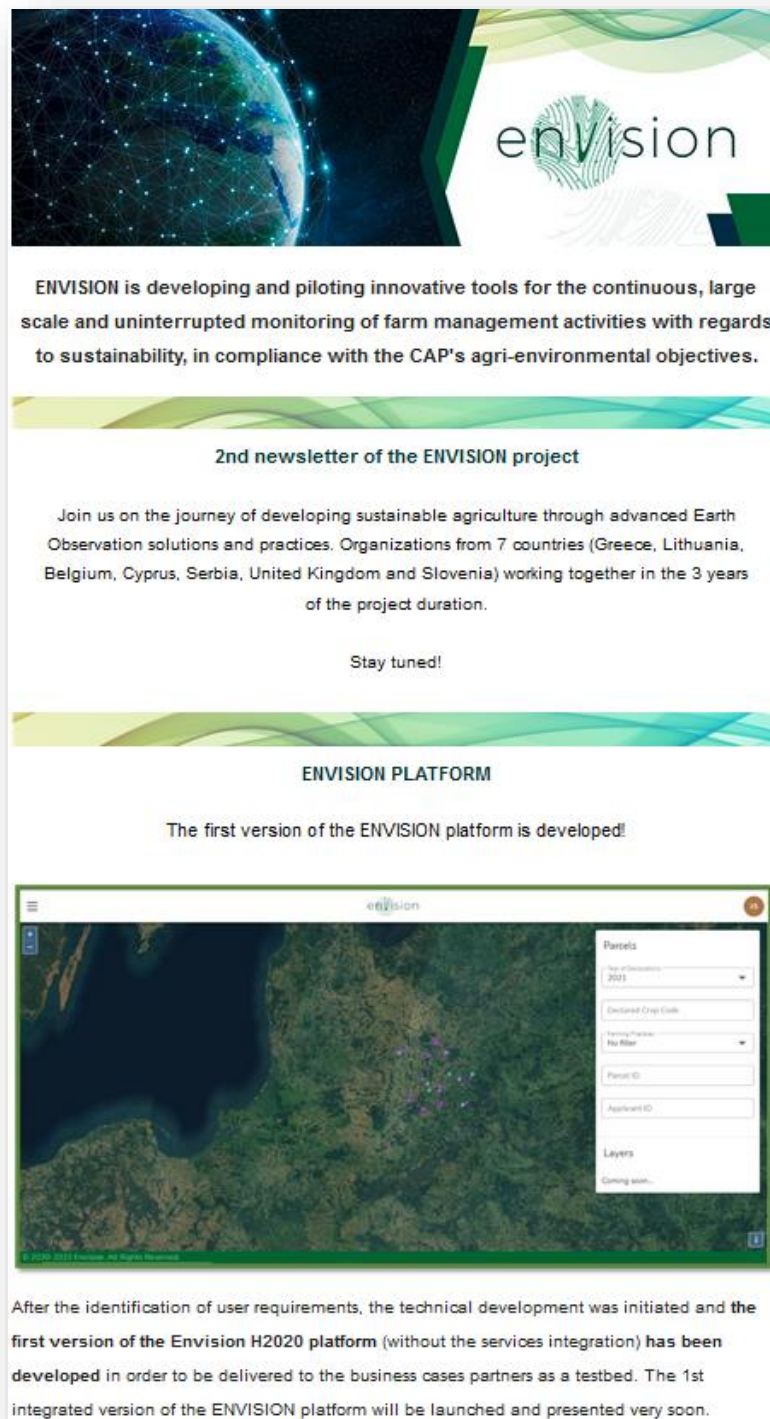 envision
ENVISION is developing and piloting innovative tools for the continuous, large
scale and uninterrupted monitoring of farm management activities with regards
to sustainability, in compliance with the CAP's agri-environmental objectives.
2nd newsletter of the ENVISION project
Join us on the journey of developing sustainable agriculture through advanced Earth
Observation solutions and practices. Organizations from 7 countries (Greece, Lithuania,
Belgium, Cyprus, Serbia, United Kingdom and Slovenia) working together in the 3 years
of the project duration.
Stay tuned!
ENVISION PLATFORM
The first version of the ENVISION platform is developed!
envision
Parcels
2021
Declared Crop Code
Farming Practices
No filter
Parcel ID
Applicant ID
Layers
Coming soon...
Envision. All Rights Reserved.
After the identification of user requirements, the technical development was initiated and the
first version of the Envision H2020 platform (without the services integration) has been
developed in order to be delivered to the business cases partners as a testbed. The 1st
integrated version of the ENVISION platform will be launched and presented very soon.